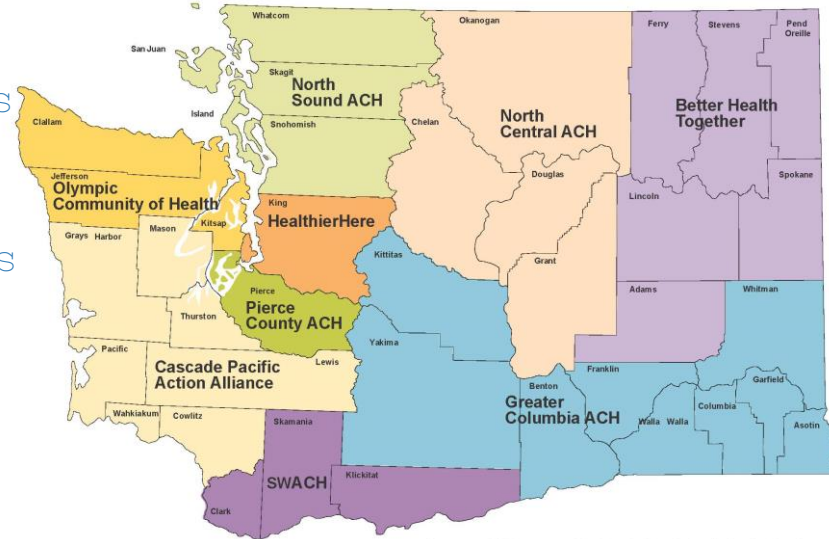 Whatcom
Okanogan
Ferry
Stevens
Pend
Oreille
San Juan
Skagit
North
Sound ACH
Island
Snohomish
Chelan
North
Central ACH
Better Health
Together
s
Clallam
Jefferson
Olympic
Community of Health
Kitsap
King
HealthierHere
Douglas
Lincoln
Spokane
s
Grays Harbor
Mason
Kittitas
Grant
Pierce
Pierce
County ACH
Adams
Whitman
Thurston
Pacific
Lewis
Cascade Pacific
Action Alliance
Yakima
Wahkiakum
Cowlitz
Skamania
Benton
Franklin
Greater
Columbia ACH
Walla Walla
Columbia
Garfield
Asotin
SWACH
Klickitat
Clark